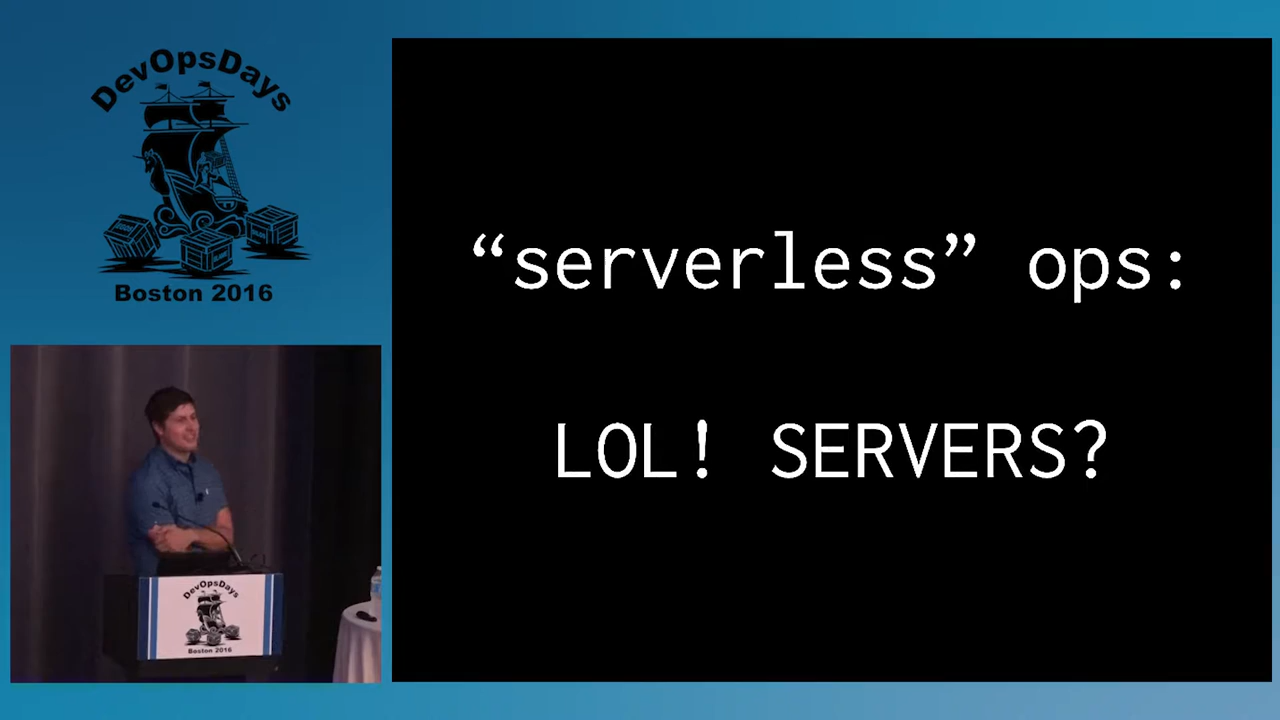 DevOpsDays
Boston 2016
“serverless” ops:
LOL! SERVERS?
DevOpsDays
Boston 2016